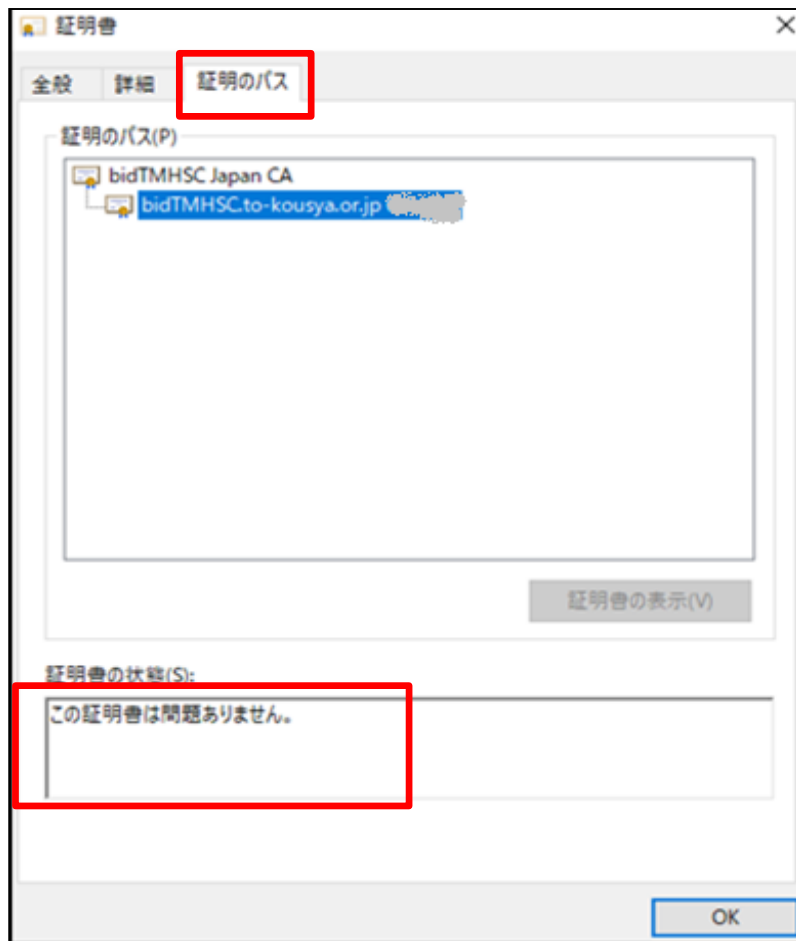 証明書
全般 詳細 証明のパス
証明のパス(P)
bidTMHSC Japan CA
bidTMHSC.to-kousya.or.jp
証明書の表示(V)
証明書の状態(S):
この証明書は問題ありません。
OK